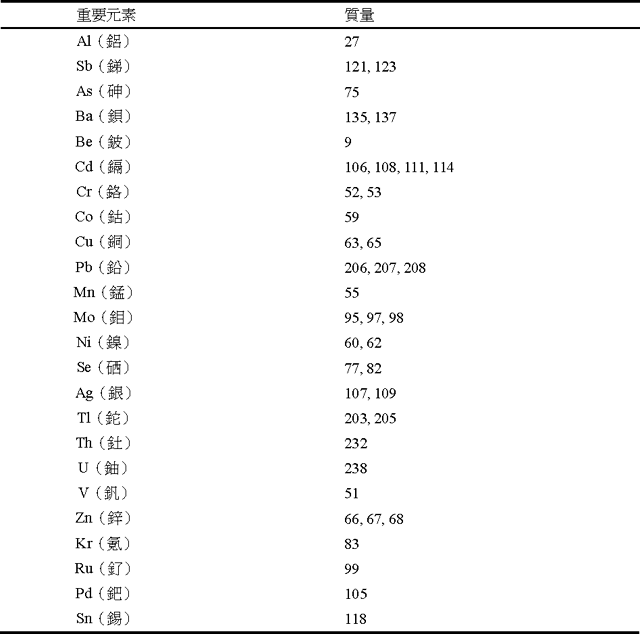 重要元素 質量
Al（鋁） 27
Sb（銻） 121, 123
As（砷） 75
Ba（鋇） 135, 137
Be（鈹） 9
Cd（鎘） 106, 108, 111, 114
Cr（鉻） 52, 53
Co（鈷） 59
Cu（銅） 63, 65
Pb（鉛） 206, 207, 208
Mn（錳） 55
Mo（鉬） 95, 97, 98
Ni（鎳） 60, 62
Se（硒） 77, 82
Ag（銀） 107, 109
Tl（鉈） 203, 205
Th（釷） 232
U（鈾） 238
V（釩） 51
Zn（鋅） 66, 67, 68
Kr（氪） 83
Ru（釕） 99
Pd（鈀） 105
Sn（錫） 118